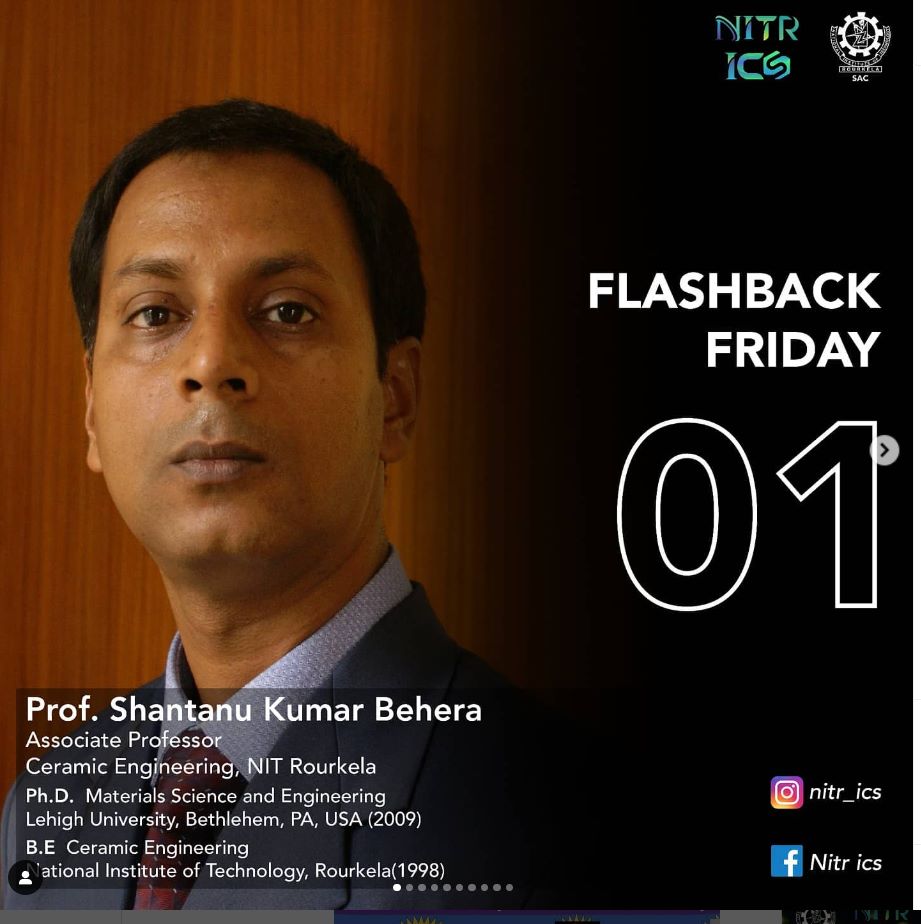 NITR
ICS
ROURKELA
SAC
FLASHBACK
FRIDAY
01
Prof. Shantanu Kumar Behera
Associate Professor
Ceramic Engineering, NIT Rourkela
Ph.D. Materials Science and Engineering
Lehigh University, Bethlehem, PA, USA (2009)
B.E Ceramic Engineering
National Institute of Technology, Rourkela(1998)
nitr_ics
Nitr ics